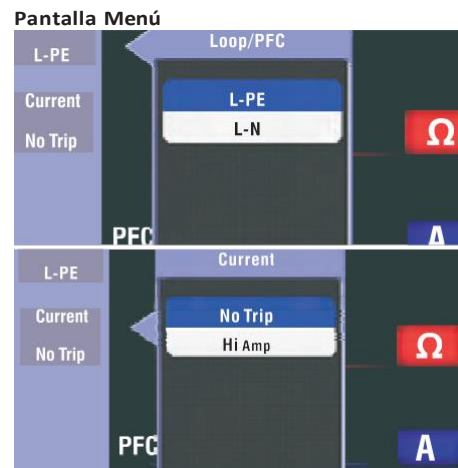 Pantalla Menú
Loop/PFC
L-PE
Current
No Trip
L-PE
L-N
Ω
PFC
A
Current
L-PE
Current
No Trip
No Trip
Hi Amp
Ω
PFC
A